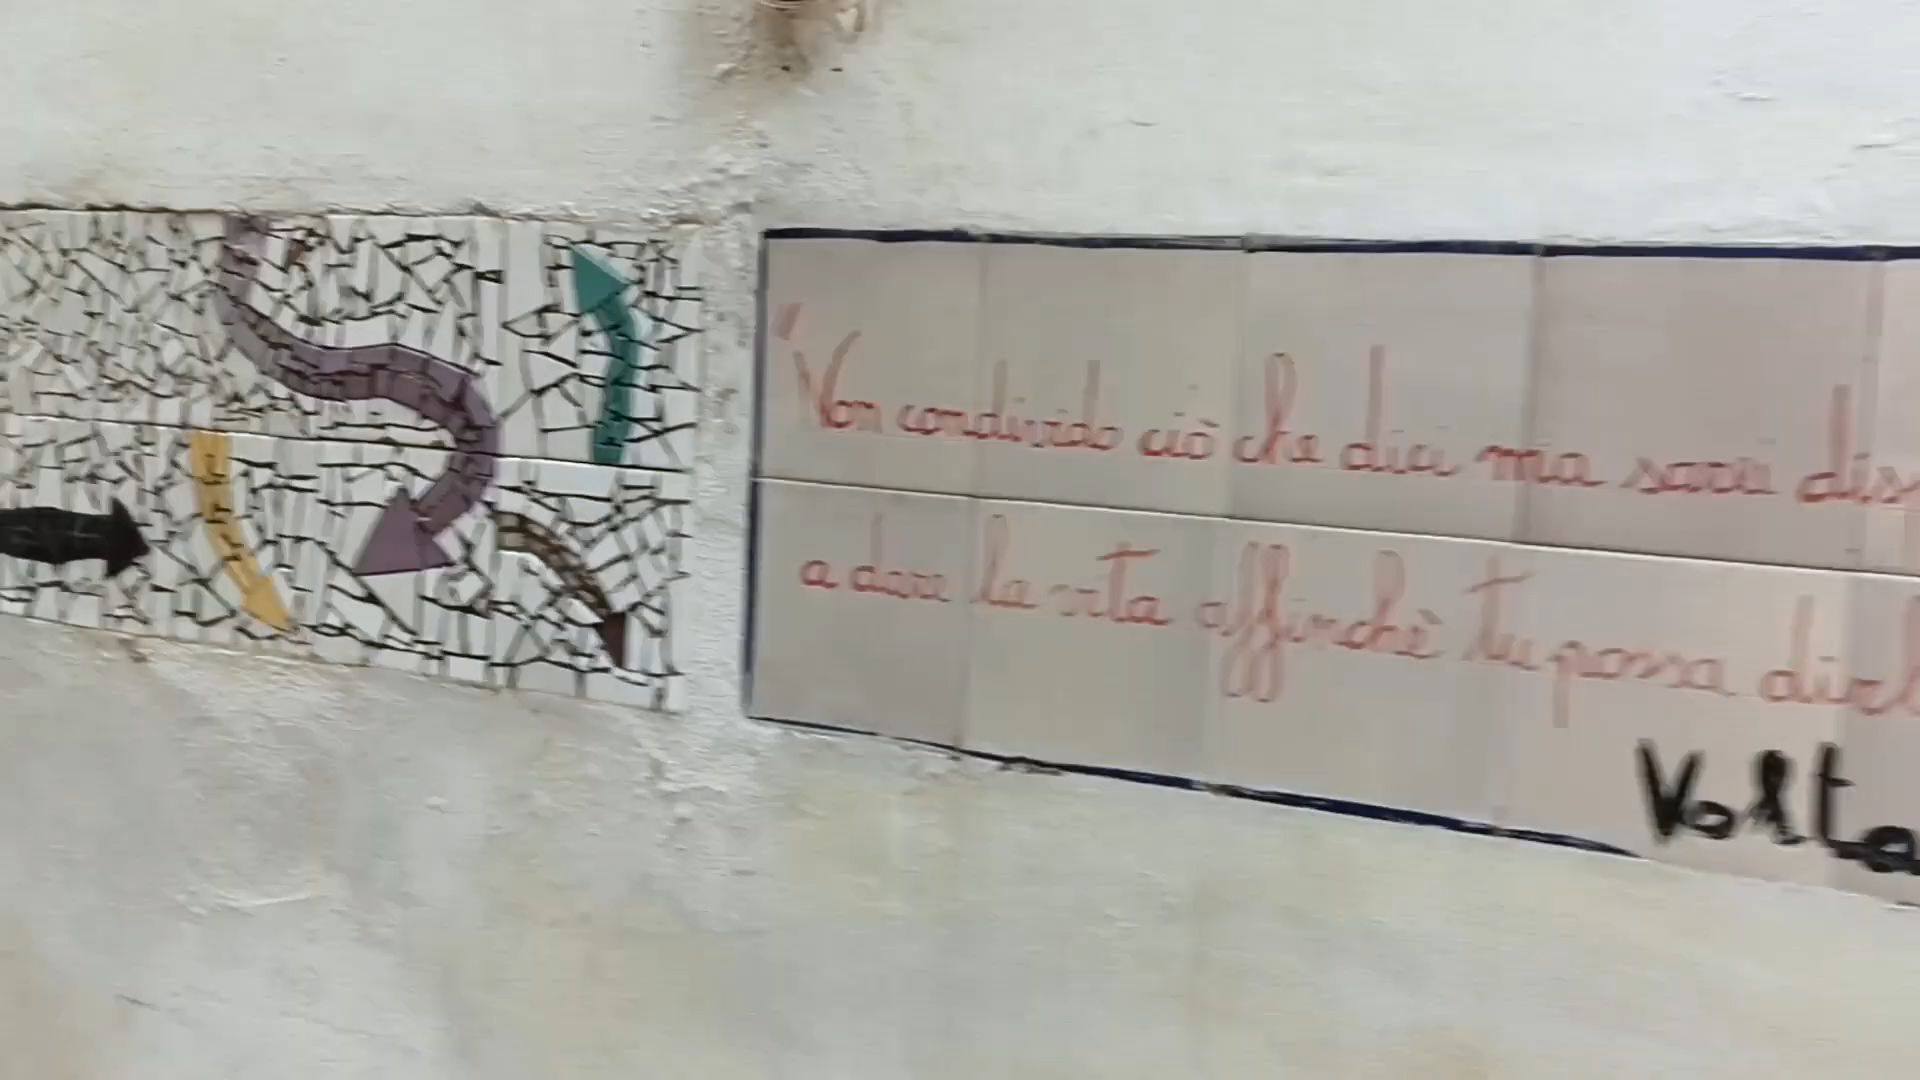 "Non condivido ciò che dici ma sarei dis
a dare la vita affinchè tu possa dirl
Volta